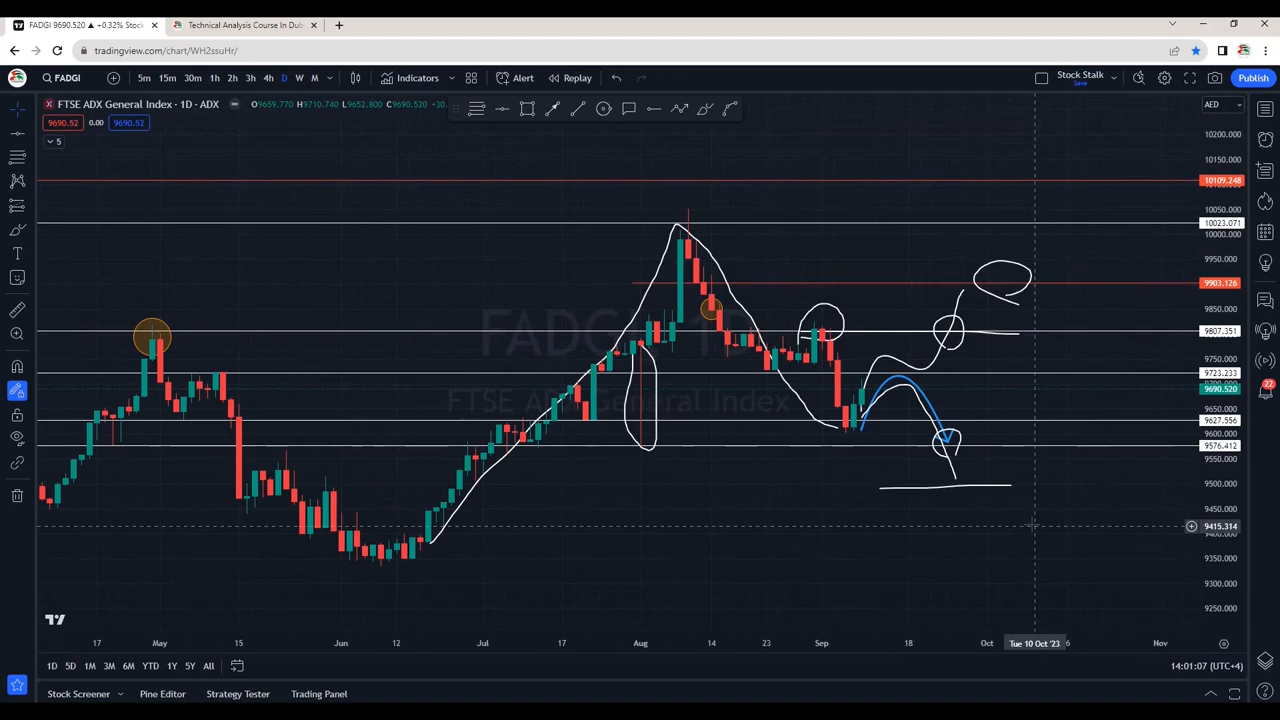 FADGI 9690.520 ▲ +0.32% Stock
Technical Analysis Course In Dub
tradingview.com/chart/WH2ssuHr/
FADGI
5m 15m 30m 1h 2h 3h 4h D W M
Indicators
Alert
Replay
Stock Stalk
Save
Publish
FTSE ADX General Index · 1D · ADX
O9659.770 H9710.740 L9652.800 C9690.520
AED
9690.52 0.00 9690.52
5
10200.000
10150.000
10109.248
10050.000
10023.071
10000.000
9950.000
9903.126
9850.000
9807.351
9750.000
9723.233
9690.520
9650.000
9627.556
9600.000
9576.412
9550.000
9500.000
9450.000
9415.314
9400.000
9350.000
9300.000
9250.000
FADGI, 1D
FTSE ADX General Index
22
17 May 15 Jun 12 Jul 17 Aug 14 23 Sep 18 Oct Tue 10 Oct '23 6 Nov
1D 5D 1M 3M 6M YTD 1Y 5Y All
14:01:07 (UTC+4)
Stock Screener Pine Editor Strategy Tester Trading Panel